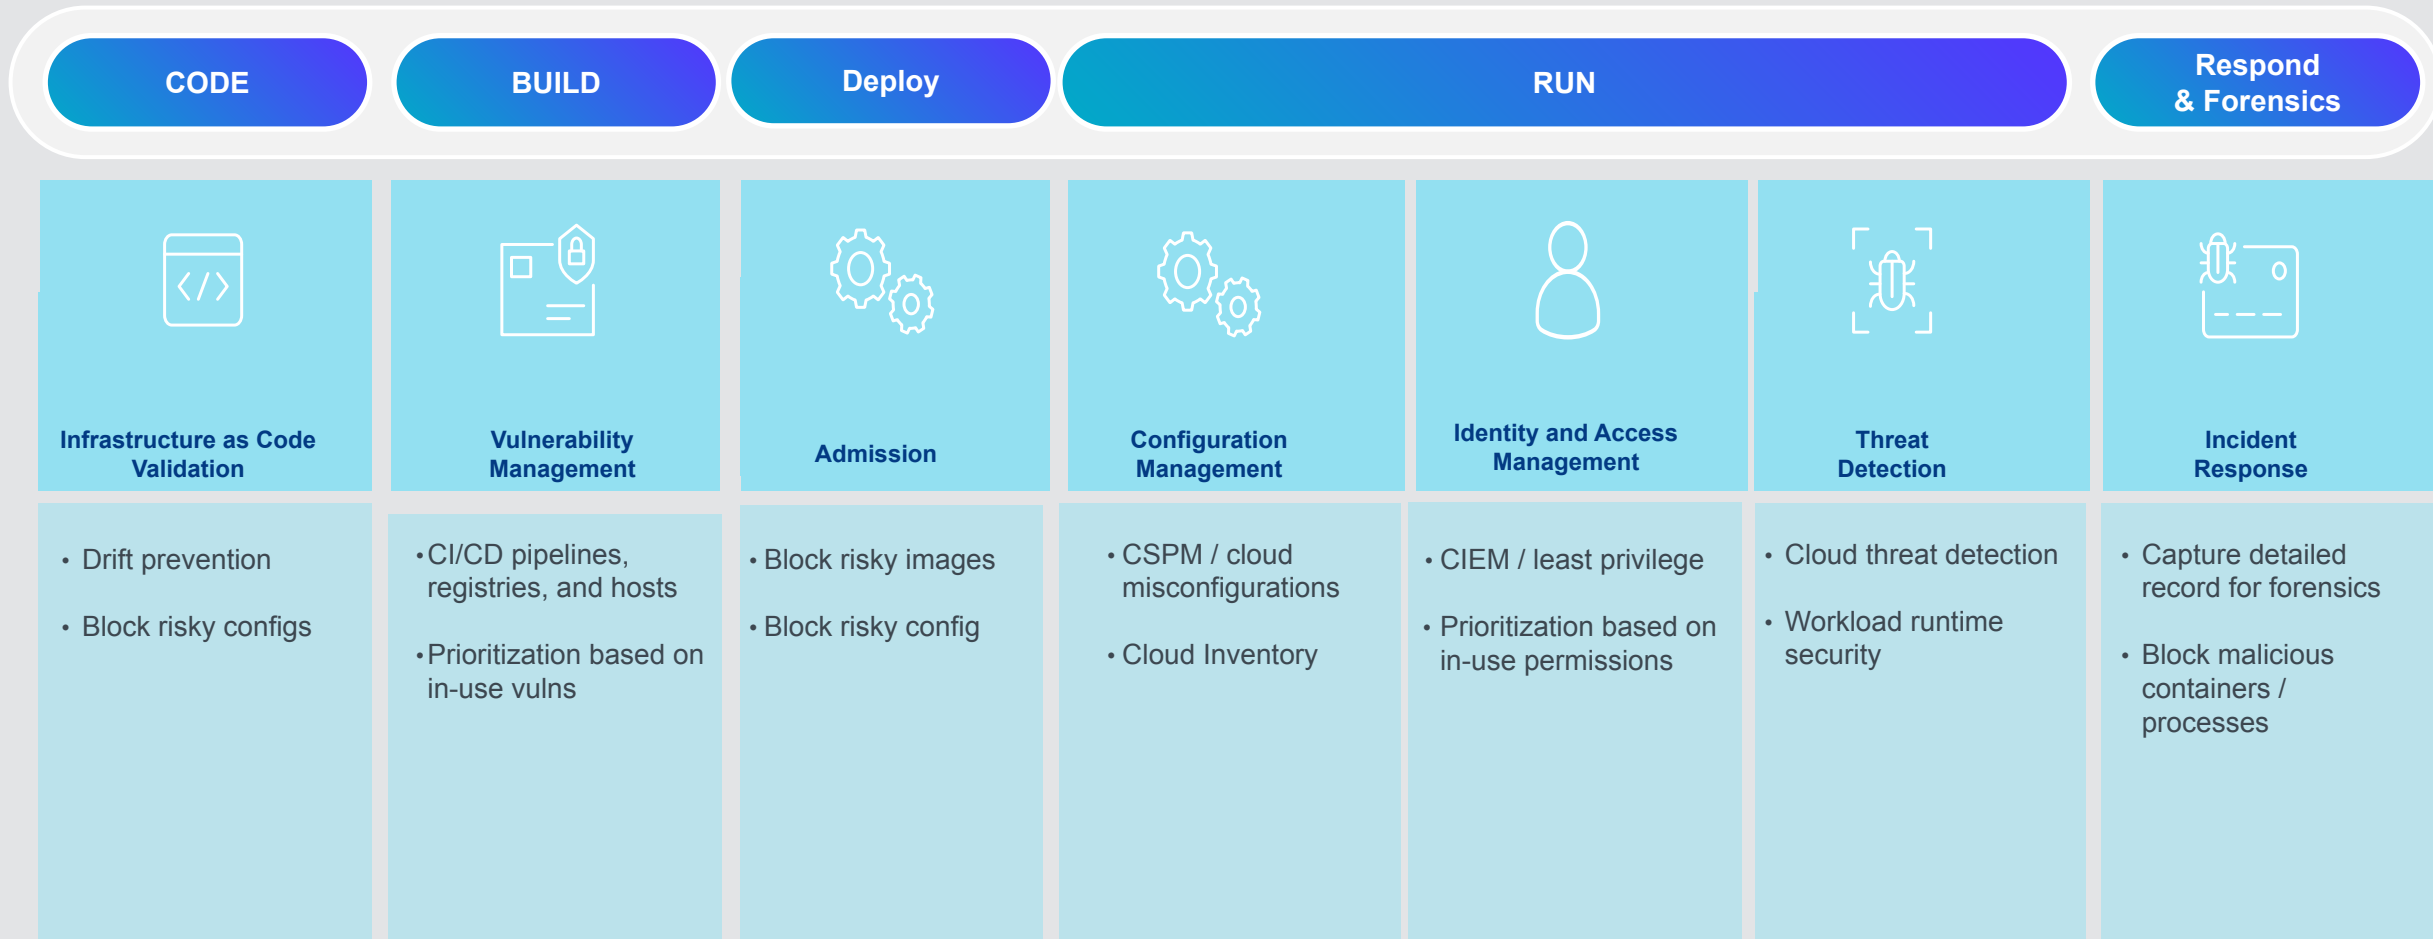 CODE
BUILD
Deploy
RUN
Respond
& Forensics
Infrastructure as Code
Validation
Vulnerability
Management
Admission
Configuration
Management
Identity and Access
Management
Threat
Detection
Incident
Response
• Drift prevention
• Block risky configs
• CI/CD pipelines,
registries, and hosts
• Prioritization based on
in-use vulns
• Block risky images
• Block risky config
• CSPM / cloud
misconfigurations
• Cloud Inventory
• CIEM / least privilege
• Prioritization based on
in-use permissions
• Cloud threat detection
• Workload runtime
security
• Capture detailed
record for forensics
• Block malicious
containers /
processes